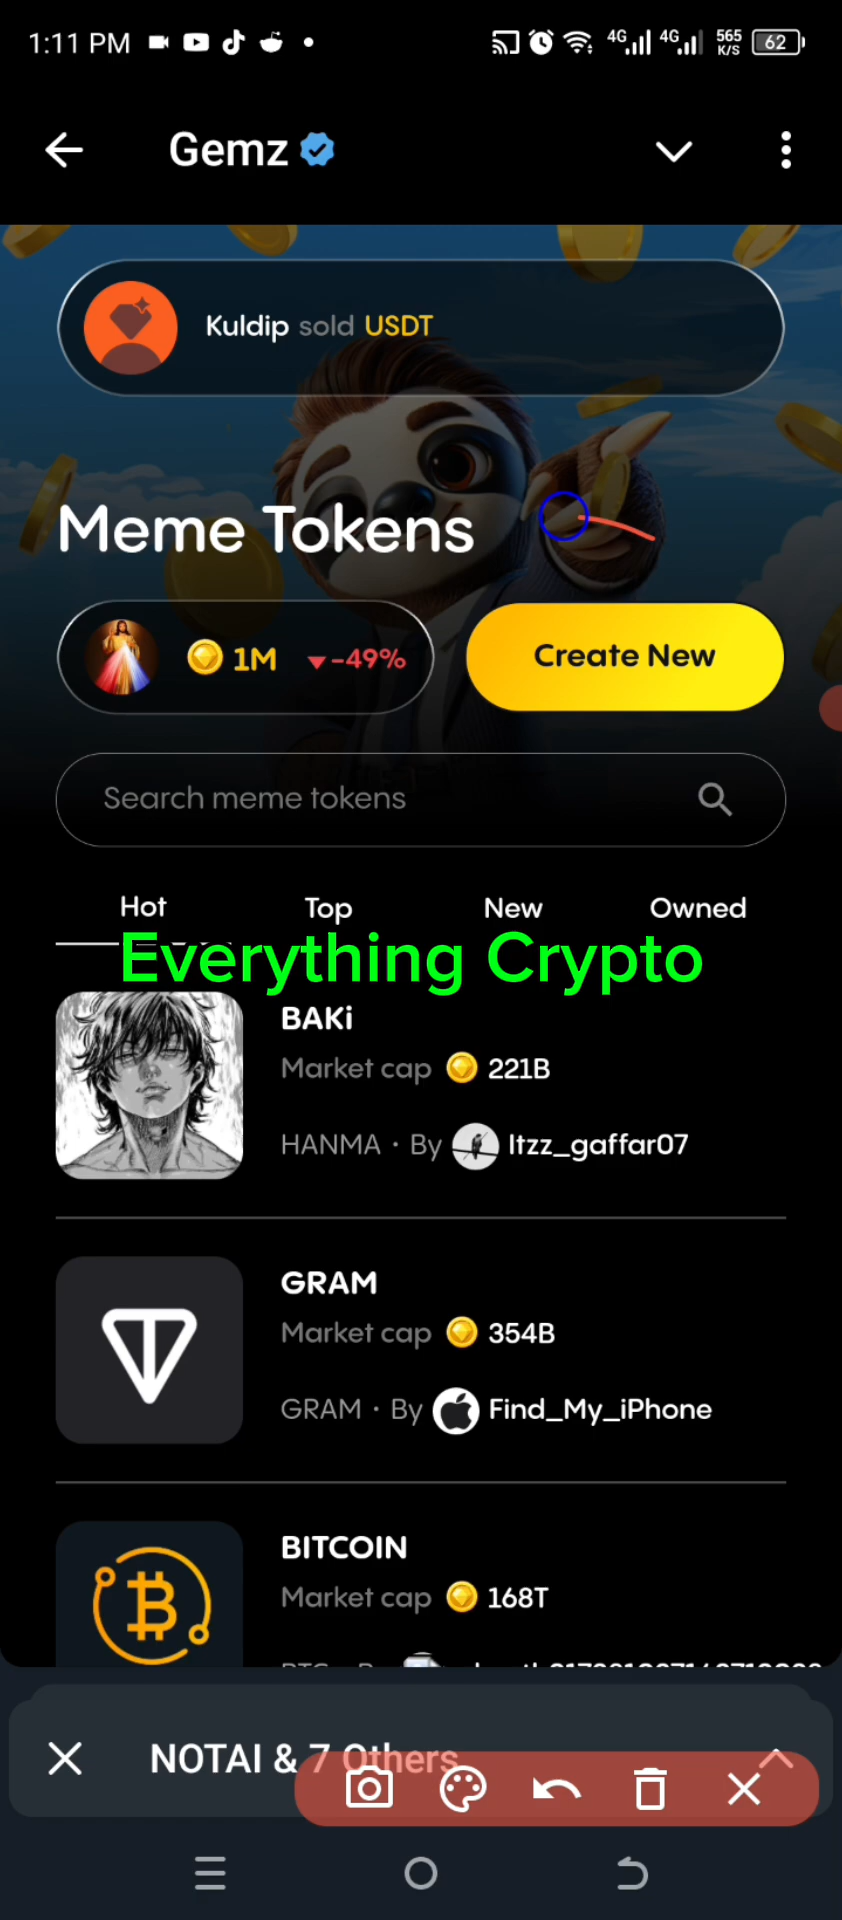 1:11 PM
4G 4G 565 K/S 62
Gemz
Kuldip sold USDT
Meme Tokens
1M -49%
Create New
Search meme tokens
Hot Top New Owned
Everything Crypto
BAKi
Market cap 221B
HANMA · By Itzz_gaffar07
GRAM
Market cap 354B
GRAM · By Find_My_iPhone
BITCOIN
Market cap 168T
NOTAI & 7 Others